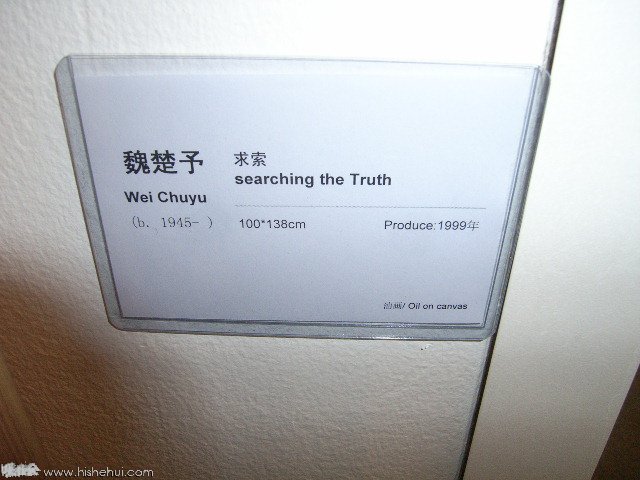 魏楚予
Wei Chuyu
(b. 1945- )
求索
searching the Truth
100*138cm
Produce:1999年
油画/ Oil on canvas
www.hishehui.com